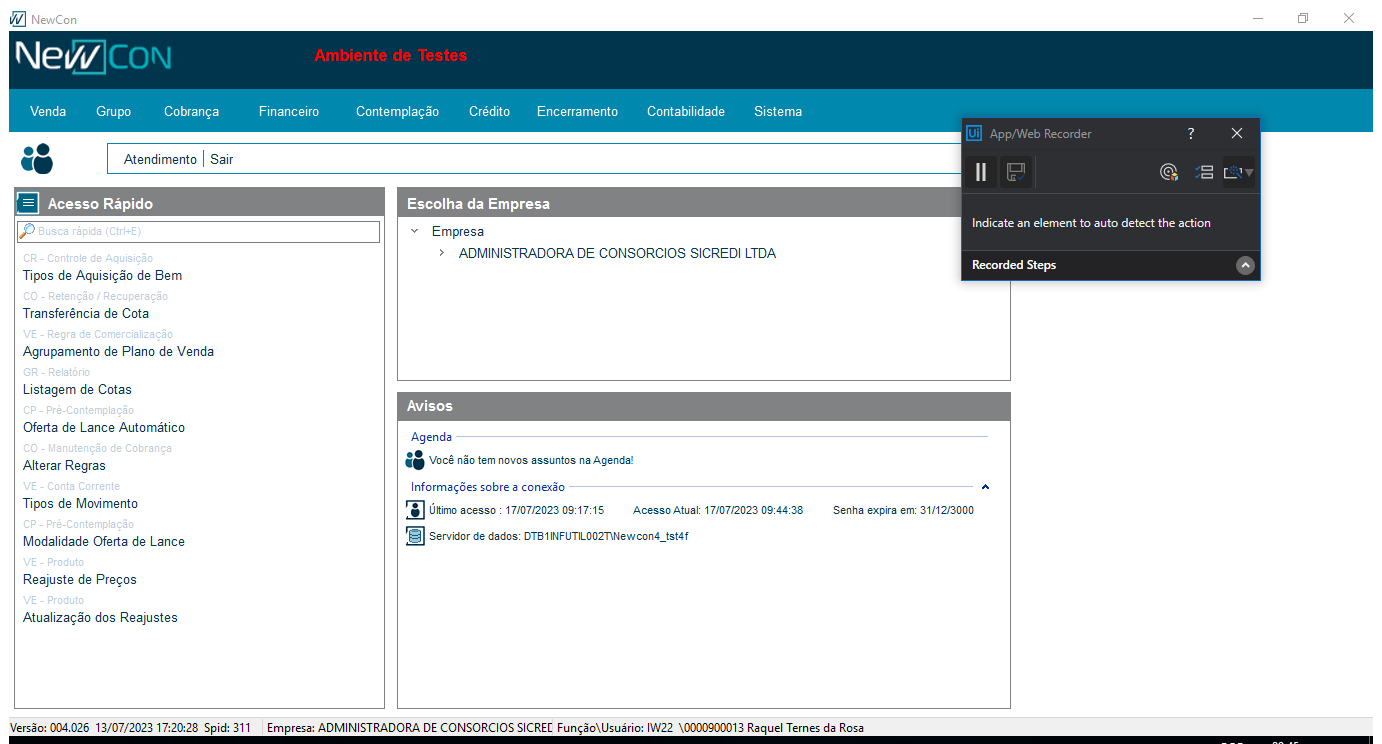 NewCon
NewCon
Ambiente de Testes
Venda Grupo Cobrança Financeiro Contemplação Crédito Encerramento Contabilidade Sistema
Atendimento Sair
Ui App/Web Recorder ? 
Indicate an element to auto detect the action
Recorded Steps
Acesso Rápido
Busca rápida (Ctrl+E)
CR - Controle de Aquisição
Tipos de Aquisição de Bem
CO - Retenção / Recuperação
Transferência de Cota
VE - Regra de Comercialização
Agrupamento de Plano de Venda
GR - Relatório
Listagem de Cotas
CP - Pré-Contemplação
Oferta de Lance Automático
CO - Manutenção de Cobrança
Alterar Regras
VE - Conta Corrente
Tipos de Movimento
CP - Pré-Contemplação
Modalidade Oferta de Lance
VE - Produto
Reajuste de Preços
VE - Produto
Atualização dos Reajustes
Escolha da Empresa
Empresa
ADMINISTRADORA DE CONSORCIOS SICREDI LTDA
Avisos
Agenda
Você não tem novos assuntos na Agenda!
Informações sobre a conexão
Último acesso : 17/07/2023 09:17:15 Acesso Atual: 17/07/2023 09:44:38 Senha expira em: 31/12/3000
Servidor de dados: DTB1INFUTIL002T\Newcon4_tst4f
Versão: 004.026 13/07/2023 17:20:28 Spid: 311 Empresa: ADMINISTRADORA DE CONSORCIOS SICREE Função\Usuário: IW22 \0000900013 Raquel Ternes da Rosa